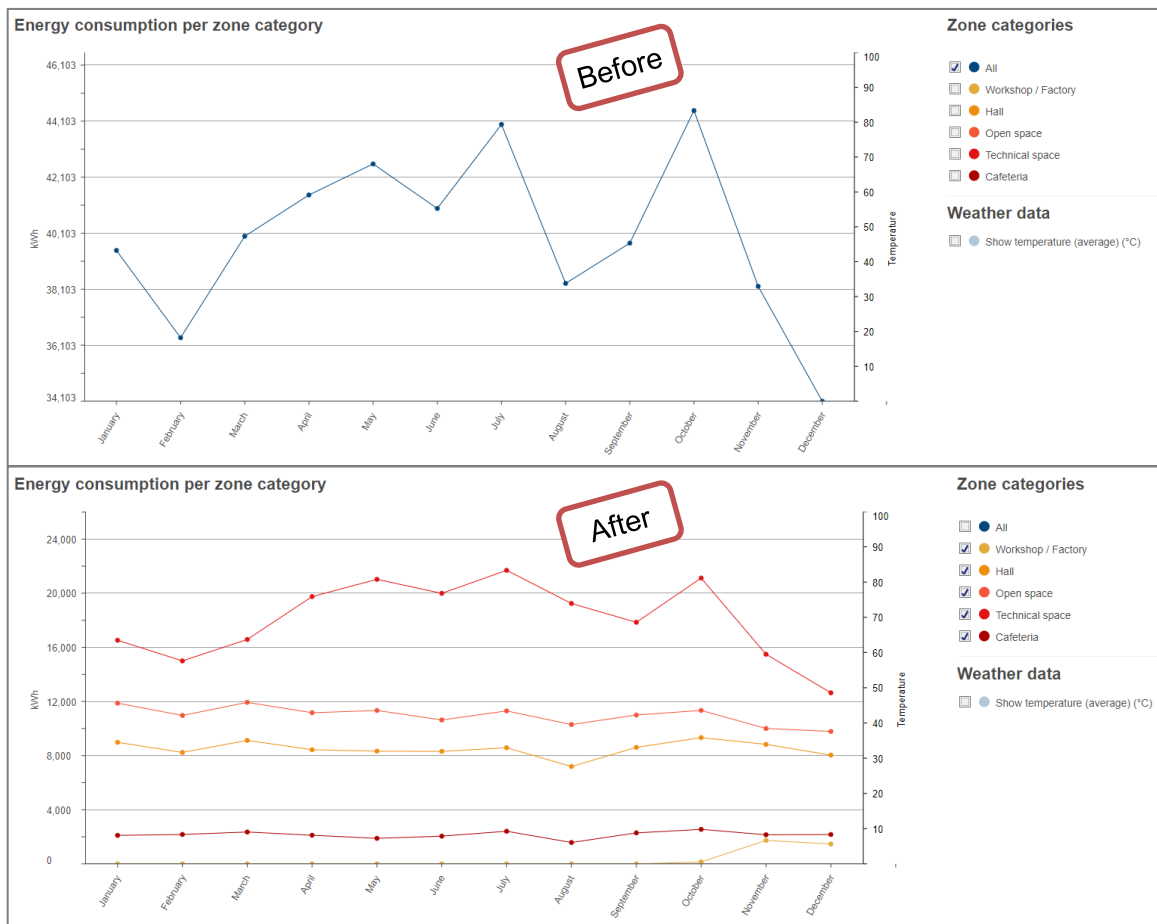 Energy consumption per zone category
Before
Zone categories
46,103
44,103
42,103
40,103
38,103
36,103
34,103
kWh
100
90
80
70
60
50
40
30
20
10
Temperature
January
February
March
April
May
June
July
August
September
October
November
December
All
Workshop / Factory
Hall
Open space
Technical space
Cafeteria
Weather data
Show temperature (average) (°C)
Energy consumption per zone category
After
Zone categories
24,000
20,000
16,000
12,000
8,000
4,000
0
kWh
100
90
80
70
60
50
40
30
20
10
Temperature
January
February
March
April
May
June
July
August
September
October
November
December
All
Workshop / Factory
Hall
Open space
Technical space
Cafeteria
Weather data
Show temperature (average) (°C)